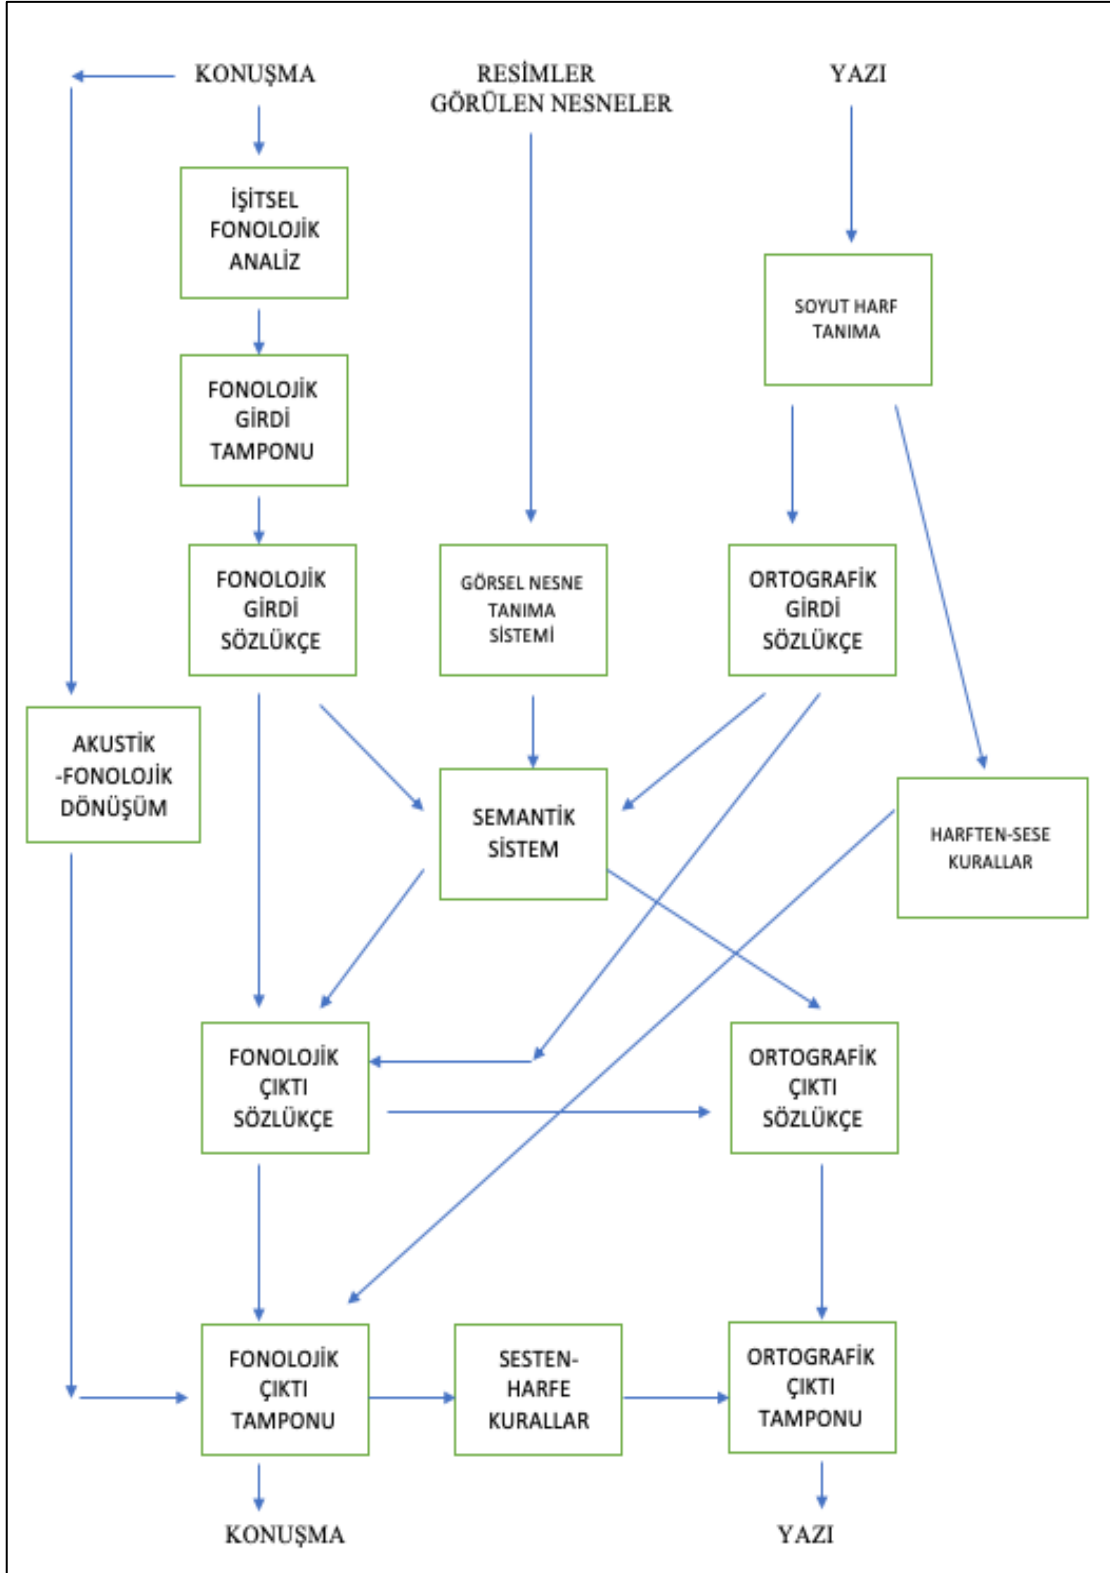 KONUŞMA
RESİMLER
GÖRÜLEN NESNELER
YAZI
İŞİTSEL
FONOLOJİK
ANALİZ
SOYUT HARF
TANIMA
FONOLOJİK
GİRDİ
TAMPONU
FONOLOJİK
GİRDİ
SÖZLÜKÇE
GÖRSEL NESNE
TANIMA
SİSTEMİ
ORTOGRAFİK
GİRDİ
SÖZLÜKÇE
AKUSTİK
-FONOLOJİK
DÖNÜŞÜM
SEMANTİK
SİSTEM
HARFTEN-SESE
KURALLAR
FONOLOJİK
ÇIKTI
SÖZLÜKÇE
ORTOGRAFİK
ÇIKTI
SÖZLÜKÇE
FONOLOJİK
ÇIKTI
TAMPONU
SESTEN-
HARFE
KURALLAR
ORTOGRAFİK
ÇIKTI
TAMPONU
KONUŞMA
YAZI